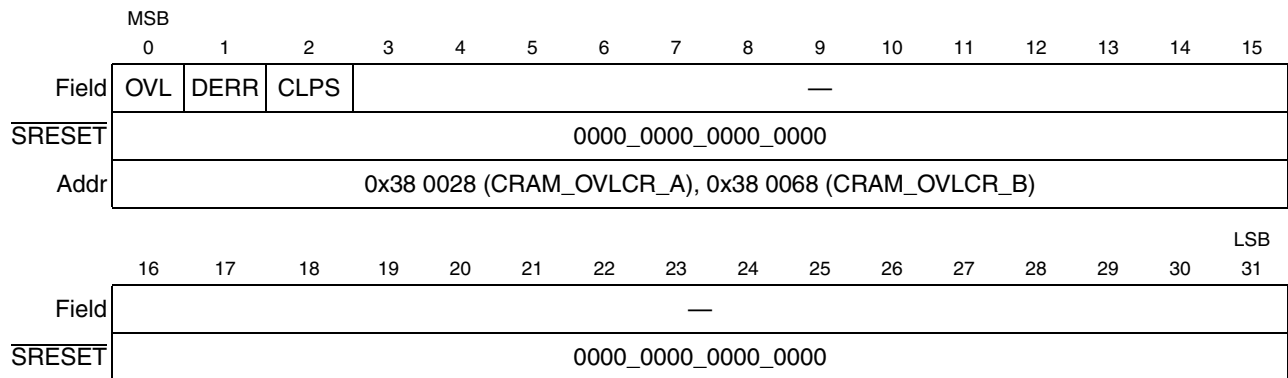 MSB
0 1 2 3 4 5 6 7 8 9 10 11 12 13 14 15
Field OVL DERR CLPS —
SRESET 0000_0000_0000_0000
Addr 0x38 0028 (CRAM_OVLCR_A), 0x38 0068 (CRAM_OVLCR_B)
LSB
16 17 18 19 20 21 22 23 24 25 26 27 28 29 30 31
Field —
SRESET 0000_0000_0000_0000